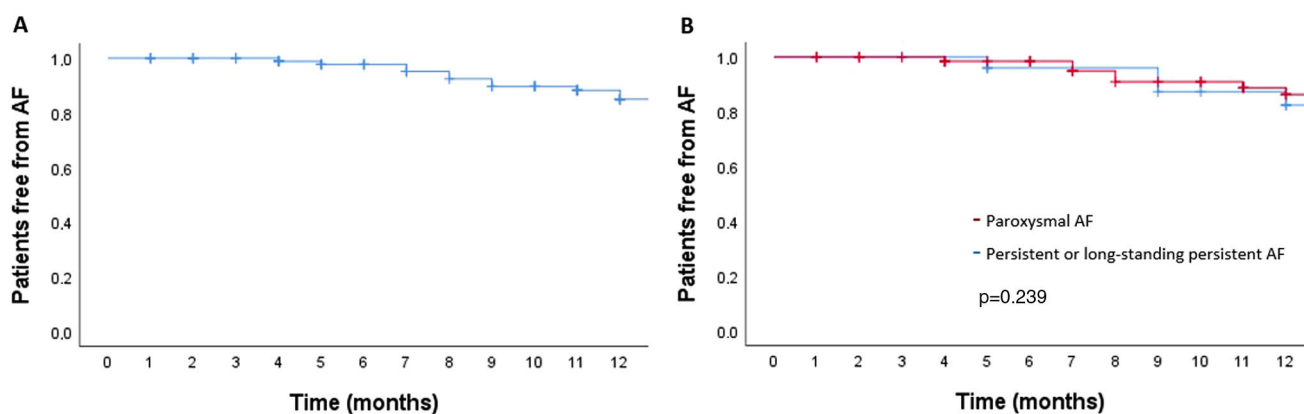 A
Patients free from AF
1.0
0.8
0.6
0.4
0.2
0.0
0 1 2 3 4 5 6 7 8 9 10 11 12
Time (months)
B
Patients free from AF
1.0
0.8
0.6
0.4
0.2
0.0
Paroxysmal AF
Persistent or long-standing persistent AF
p=0.239
0 1 2 3 4 5 6 7 8 9 10 11 12
Time (months)